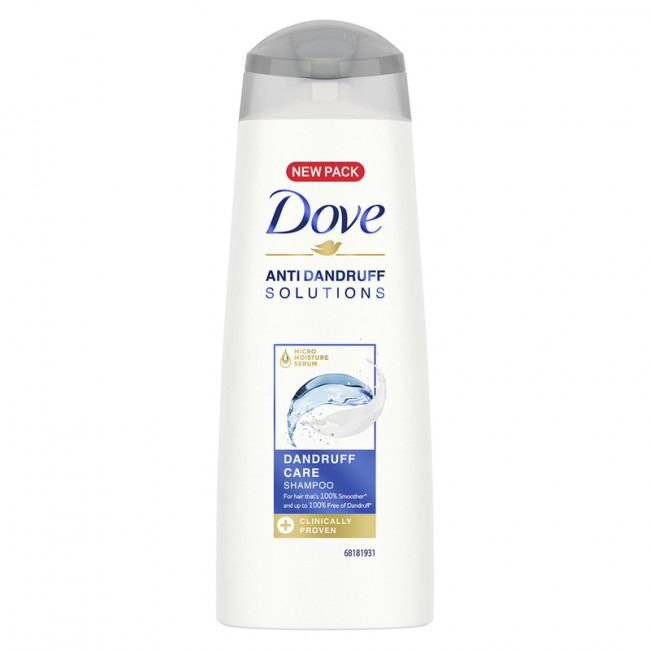 NEW PACK
Dove
ANTI DANDRUFF
SOLUTIONS
MICRO
MOISTURE
SERUM
DANDRUFF
CARE
SHAMPOO
For hair that's 100% Smoother^
and up to 100% Free of Dandruff*
CLINICALLY
PROVEN
68181931